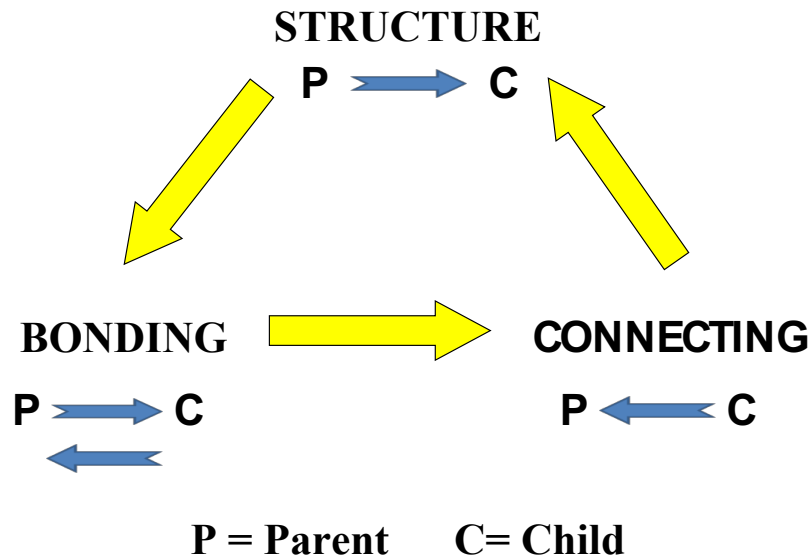 STRUCTURE
P C
BONDING CONNECTING
P C P C
P = Parent C= Child